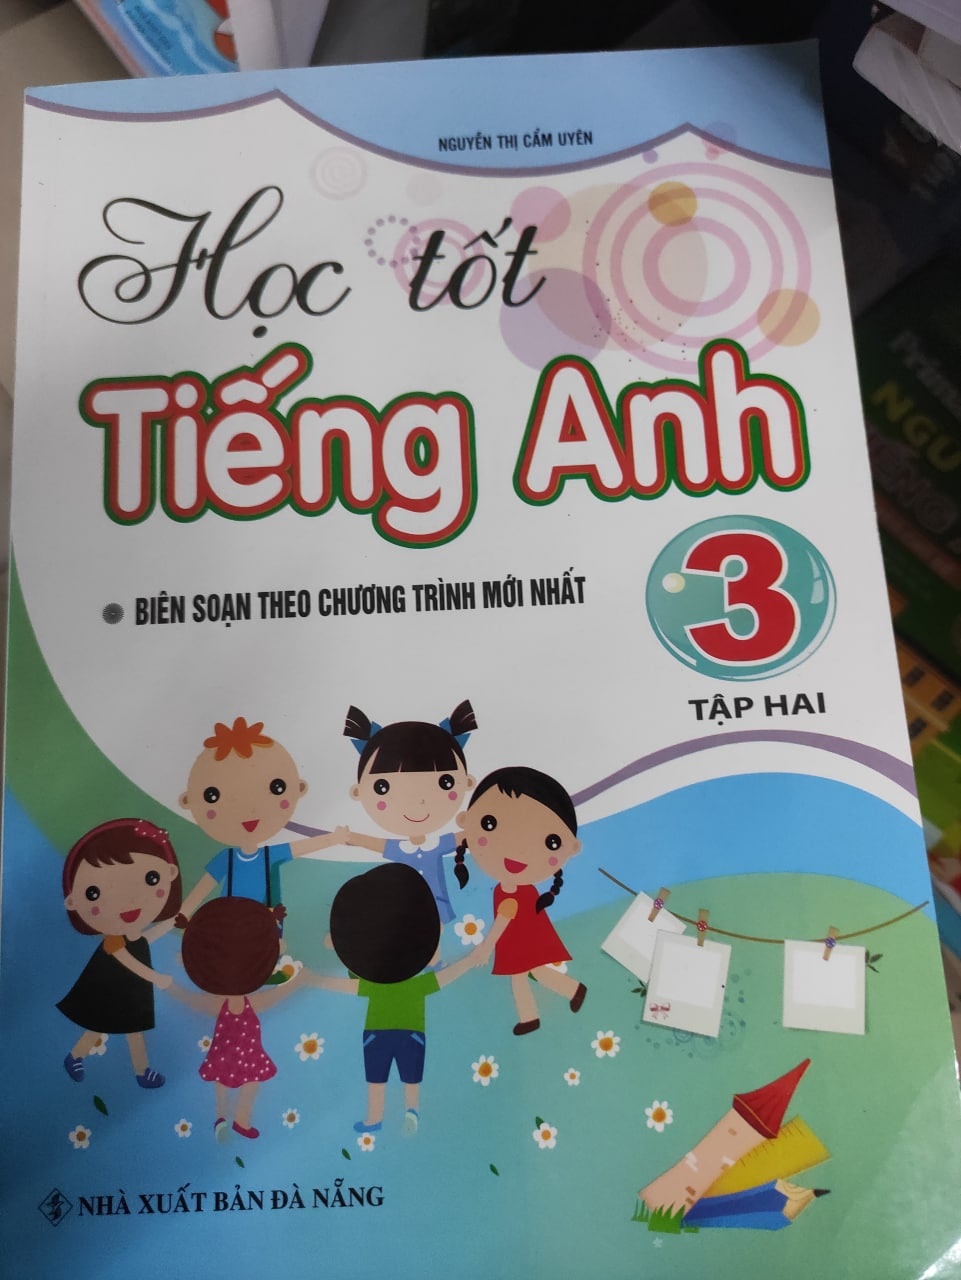 NGUYỄN THỊ CẨM UYÊN
Học tốt
Tiếng Anh
3
BIÊN SOẠN THEO CHƯƠNG TRÌNH MỚI NHẤT
TẬP HAI
NHÀ XUẤT BẢN ĐÀ NẴNG